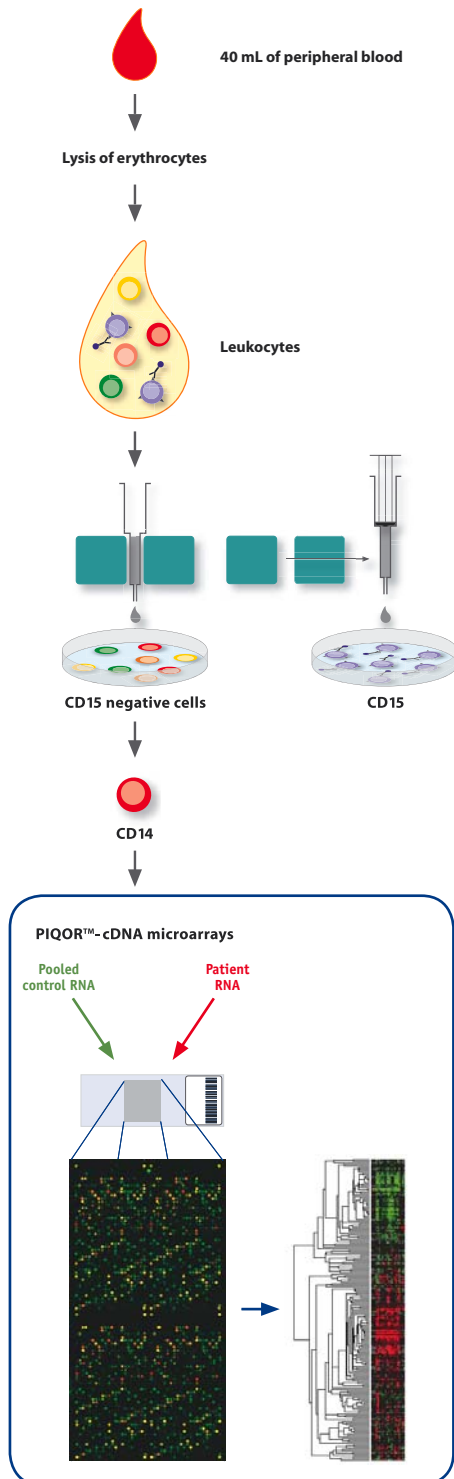 40 mL of peripheral blood
Lysis of erythrocytes
Leukocytes
CD15 negative cells
CD15
CD14
PIQOR™-cDNA microarrays
Pooled
control RNA
Patient
RNA